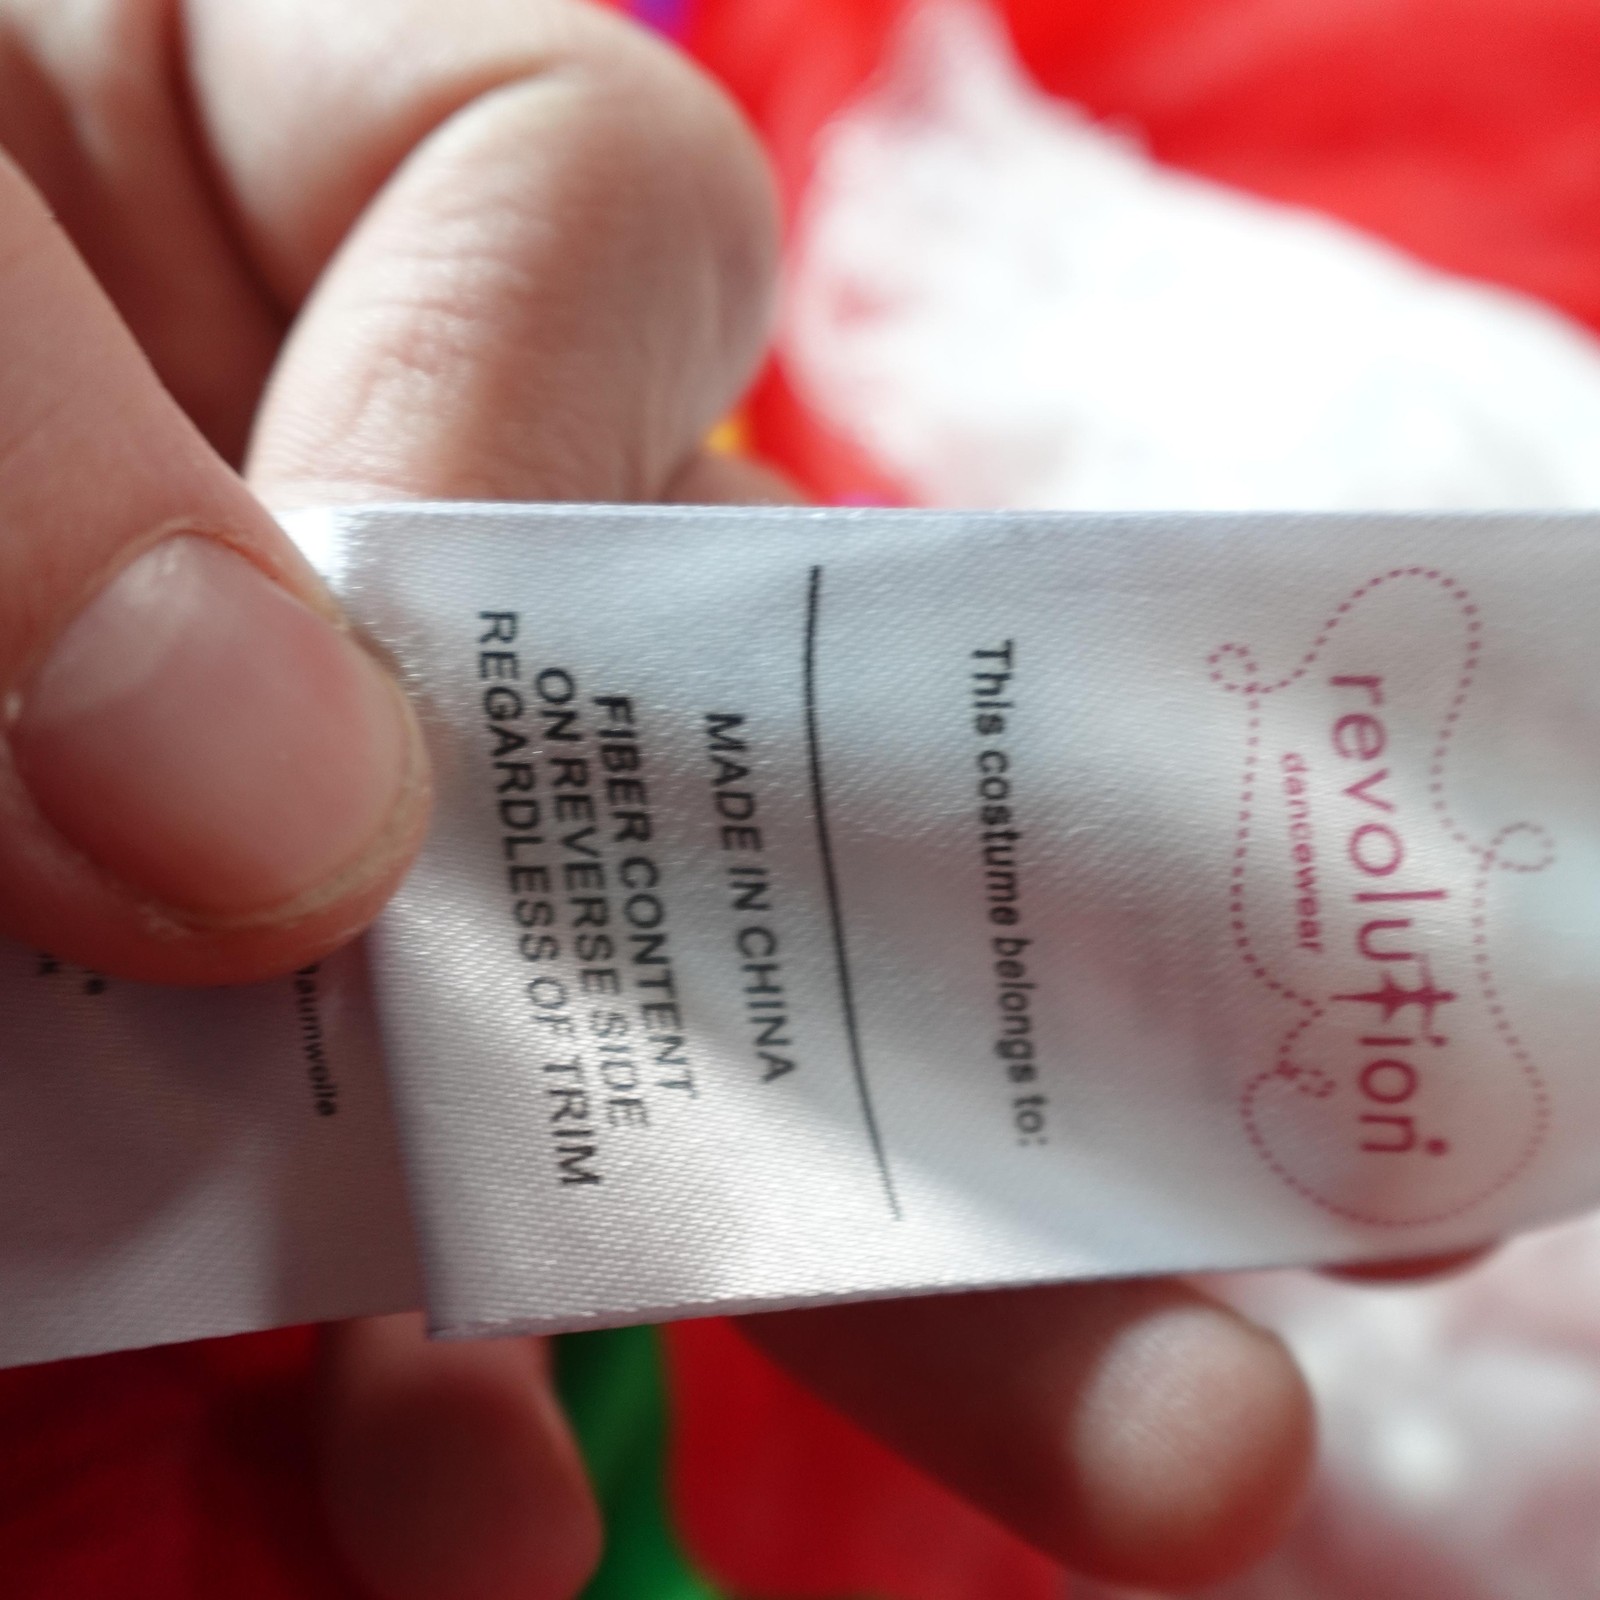 revolution
dancewear
This costume belongs to:
MADE IN CHINA
FIBER CONTENT
ON REVERSE SIDE
REGARDLESS OF TRIM